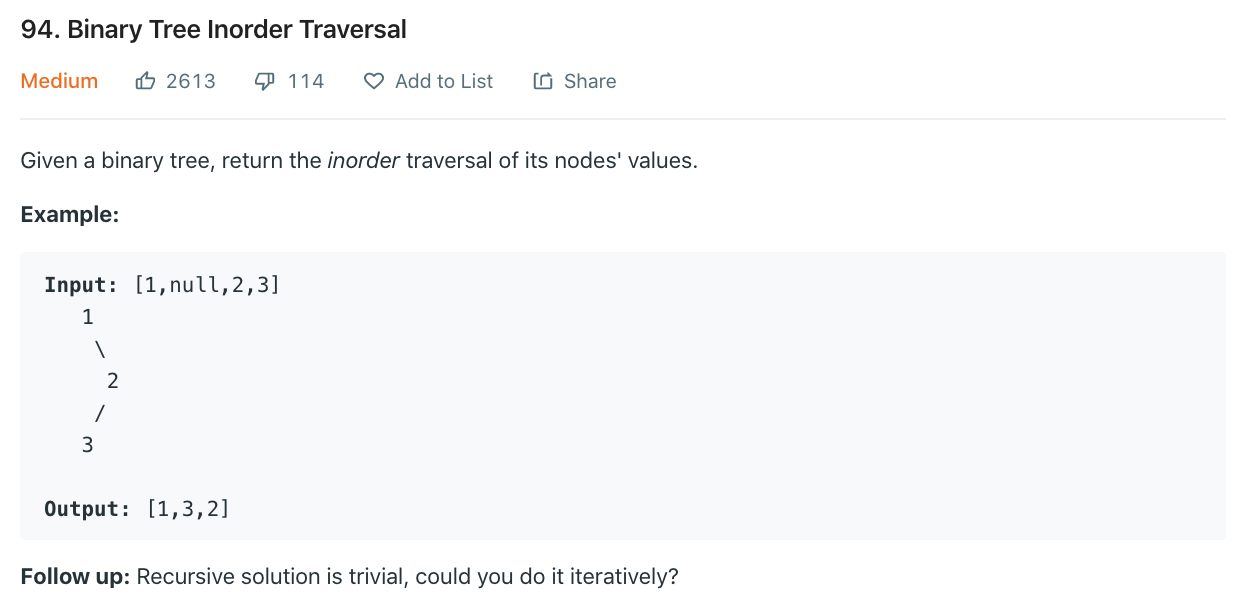 94. Binary Tree Inorder Traversal
Medium 2613 114 Add to List Share
Given a binary tree, return the inorder traversal of its nodes' values.
Example:
Input: [1,null,2,3]
1
\
2
/
3
Output: [1,3,2]
Follow up: Recursive solution is trivial, could you do it iteratively?